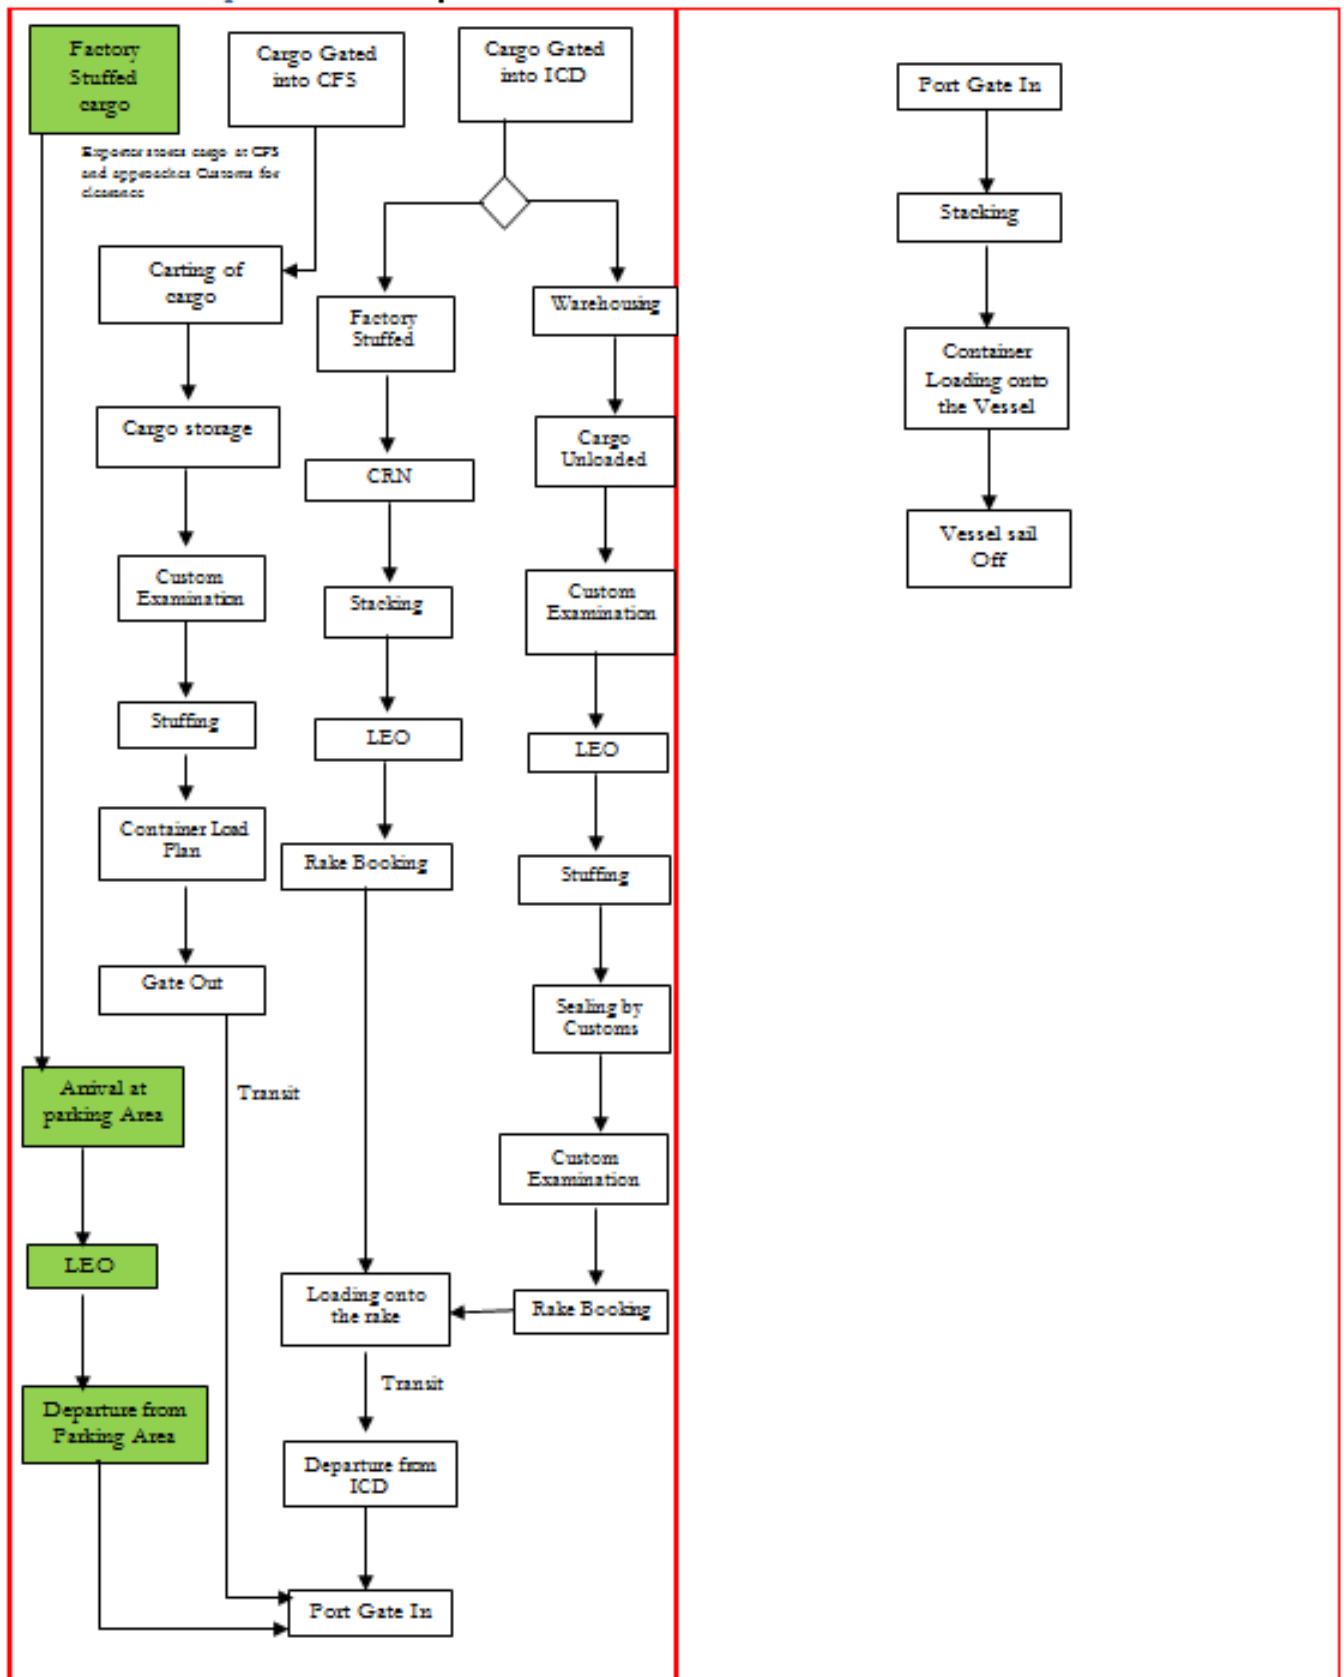 Factory
Stuffed
cargo
Cargo Gated
into CFS
Cargo Gated
into ICD
Exporter stores cargo at CFS
and approaches Customs for
clearance
Carting of
cargo
Factory
Stuffed
Warehousing
Cargo storage
CRN
Cargo
Unloaded
Custom
Examination
Stacking
Custom
Examination
Stuffing
LEO
LEO
Container Load
Plan
Rake Booking
Stuffing
Gate Out
Sealing by
Customs
Arrival at
parking Area
Transit
Custom
Examination
LEO
Loading onto
the rake
Rake Booking
Transit
Departure from
Parking Area
Departure from
ICD
Port Gate In
Port Gate In
Stacking
Container
Loading onto
the Vessel
Vessel sail
Off